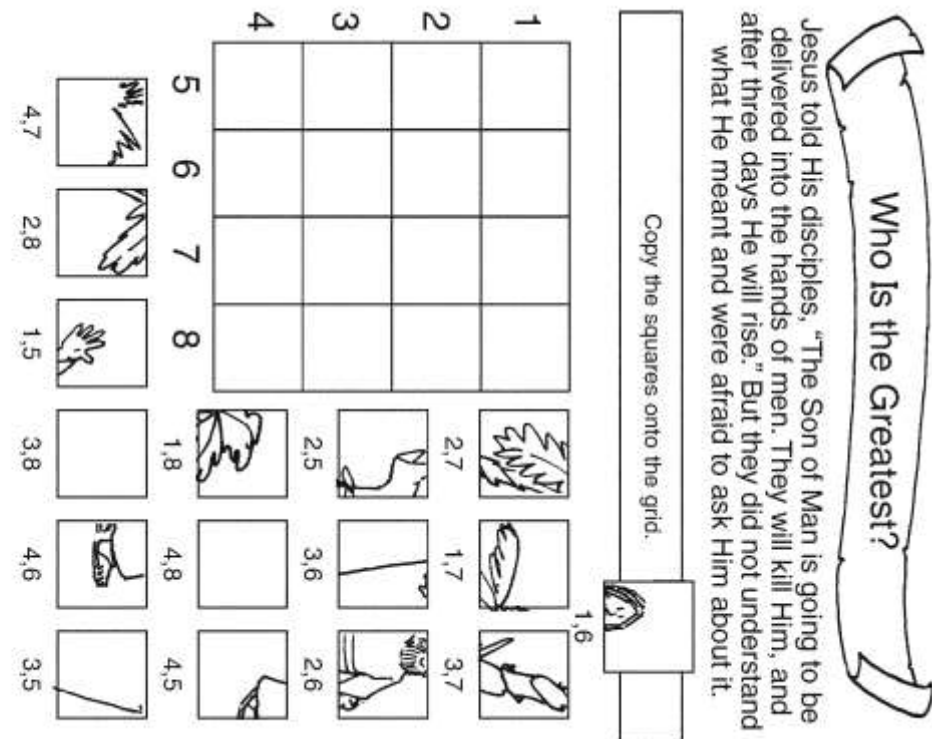 Who Is the Greatest?
Jesus told His disciples, “The Son of Man is going to be
delivered into the hands of men. They will kill Him, and
after three days He will rise.” But they did not understand
what He meant and were afraid to ask Him about it.
Copy the squares onto the grid.
1,6
1
2
3
4
5 6 7 8
2,7 1,7 3,7
2,5 3,6 2,6
1,8 4,8 4,5
4,7 2,8 1,5 3,8 4,6 3,5